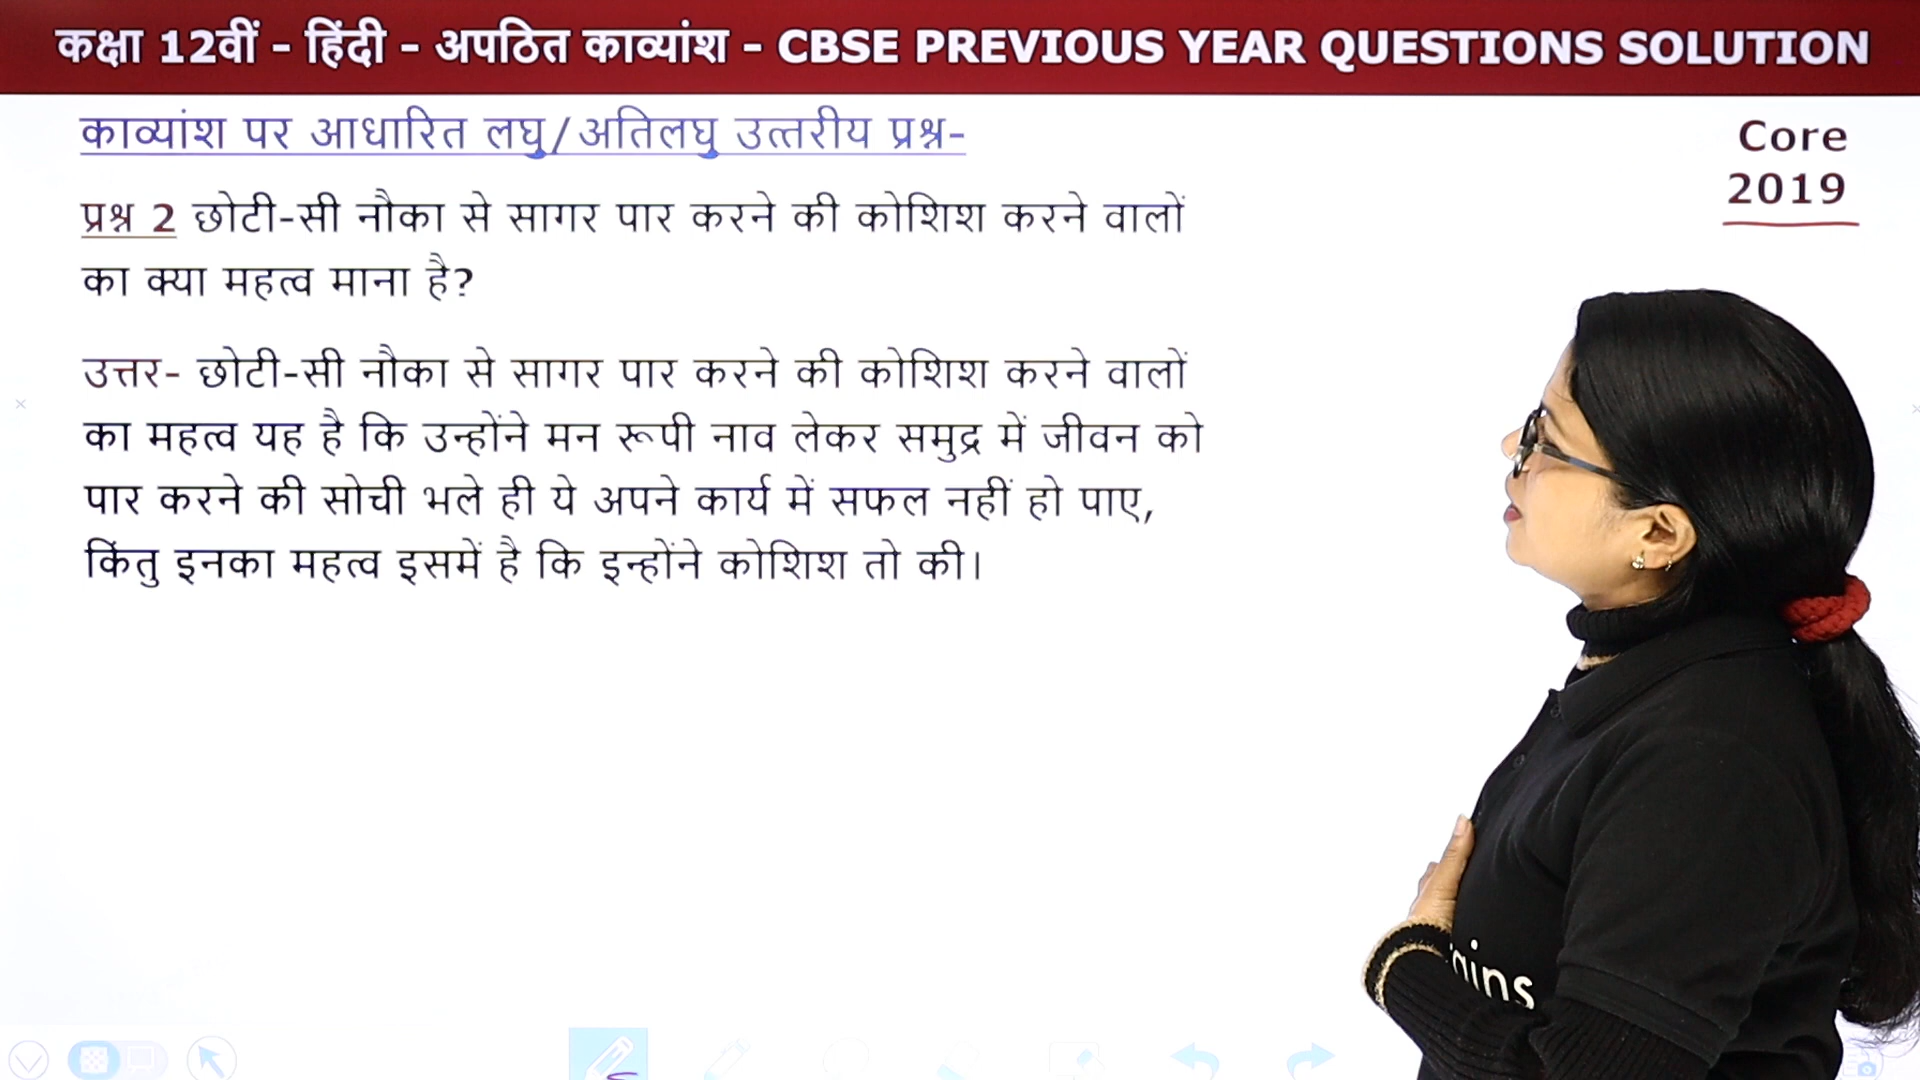 कक्षा 12वीं - हिंदी - अपठित काव्यांश - CBSE PREVIOUS YEAR QUESTIONS SOLUTION
काव्यांश पर आधारित लघु/अतिलघु उत्तरीय प्रश्न-
Core
2019
प्रश्न 2 छोटी-सी नौका से सागर पार करने की कोशिश करने वालों
का क्या महत्व माना है?
उत्तर- छोटी-सी नौका से सागर पार करने की कोशिश करने वालों
का महत्व यह है कि उन्होंने मन रूपी नाव लेकर समुद्र में जीवन को
पार करने की सोची भले ही ये अपने कार्य में सफल नहीं हो पाए,
किंतु इनका महत्व इसमें है कि इन्होंने कोशिश तो की।